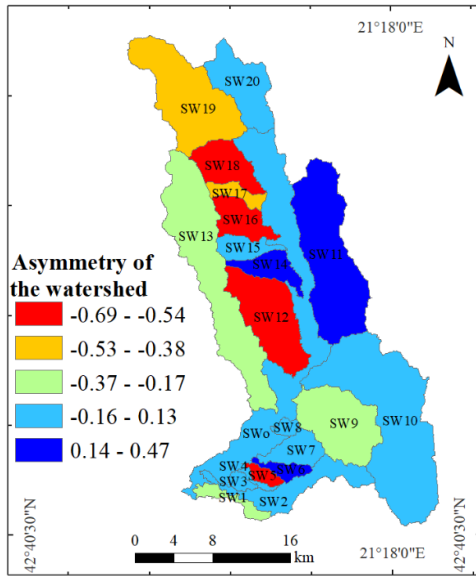 21°18'0"E
N
SW20
SW19
SW18
SW17
SW16
SW13
SW15
SW11
SW14
Asymmetry of
the watershed
-0.69 - -0.54
-0.53 - -0.38
-0.37 - -0.17
-0.16 - 0.13
0.14 - 0.47
SW12
SW9
SW10
SWo
SW8
SW7
SW4
SW6
SW5
SW3
SW1
SW2
42°40'30"N
42°40'30"N
0 4 8 16
km
21°18'0"E